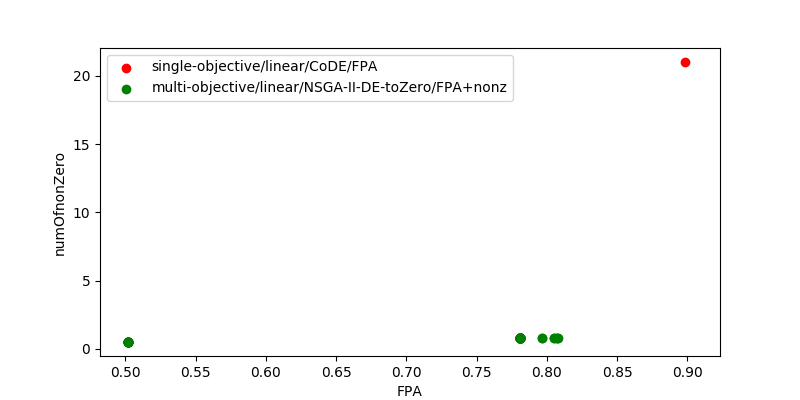 single-objective/linear/CoDE/FPA
multi-objective/linear/NSGA-II-DE-toZero/FPA+nonz
numOfnonZero
20
15
10
5
0
0.50 0.55 0.60 0.65 0.70 0.75 0.80 0.85 0.90
FPA